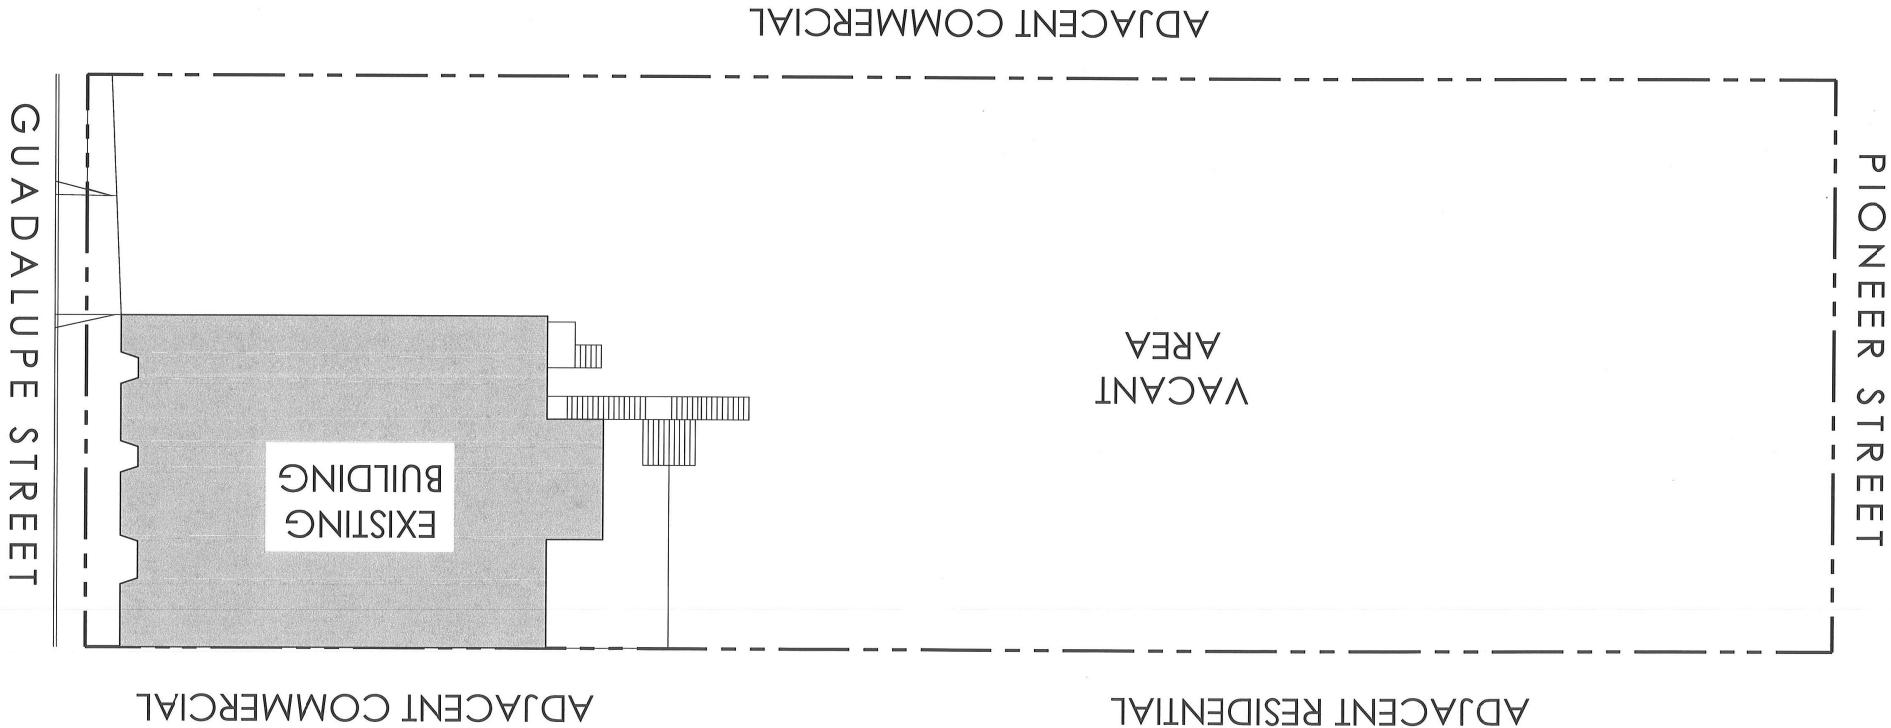 ADJACENT COMMERCIAL
GUADALUPE STREET
PIONEER STREET
VACANT
AREA
EXISTING
BUILDING
ADJACENT COMMERCIAL
ADJACENT RESIDENTIAL